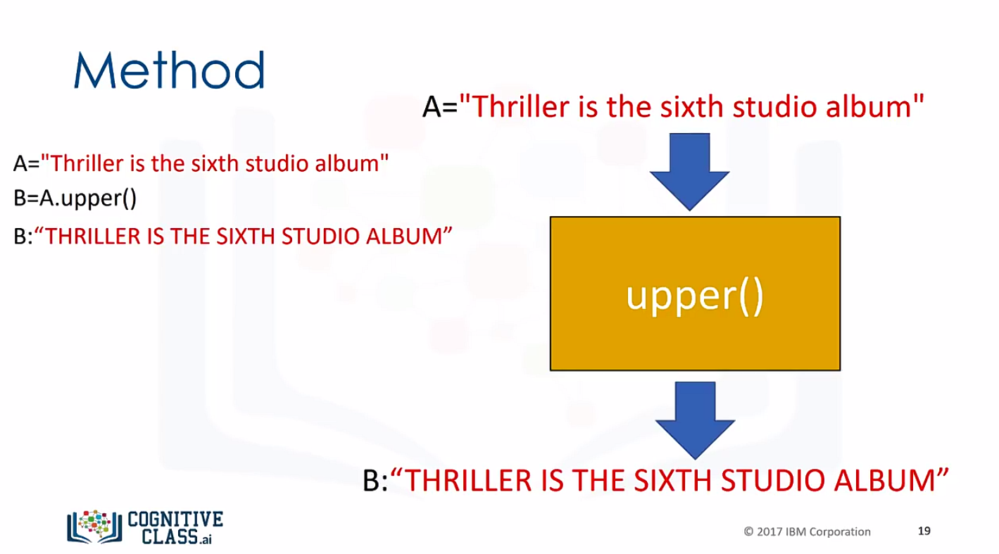 Method
A="Thriller is the sixth studio album"
B=A.upper()
B:“THRILLER IS THE SIXTH STUDIO ALBUM”
A="Thriller is the sixth studio album"
upper()
B:“THRILLER IS THE SIXTH STUDIO ALBUM”
COGNITIVE
CLASS.ai
© 2017 IBM Corporation
19